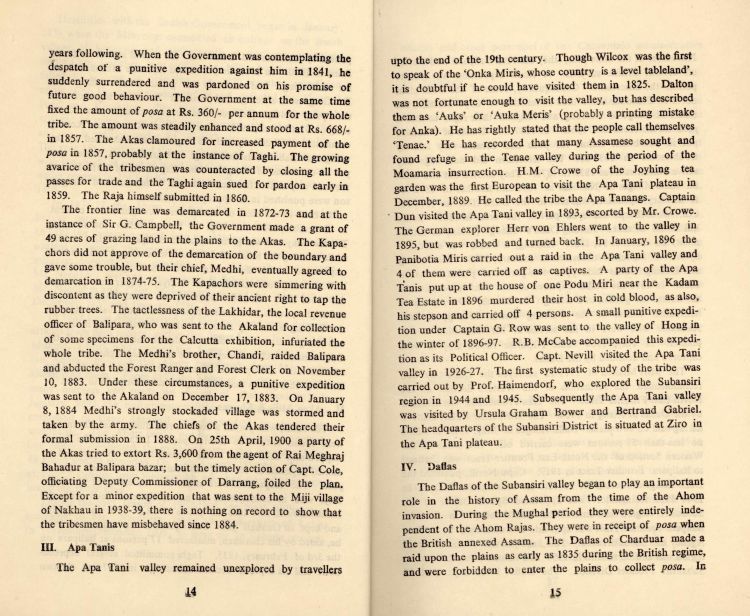 years following. When the Government was contemplating the
despatch of a punitive expedition against him in 1841, he
suddenly surrendered and was pardoned on his promise of
future good behaviour. The Government at the same time
fixed the amount of posa at Rs. 360/- per annum for the whole
tribe. The amount was steadily enhanced and stood at Rs. 668/-
in 1857. The Akas clamoured for increased payment of the
posa in 1857, probably at the instance of Taghi. The growing
avarice of the tribesmen was counteracted by closing all the
passes for trade and the Taghi again sued for pardon early in
1859. The Raja himself submitted in 1860.
The frontier line was demarcated in 1872-73 and at the
instance of Sir G. Campbell, the Government made a grant of
49 acres of grazing land in the plains to the Akas. The Kapa-
chors did not approve of the demarcation of the boundary and
gave some trouble, but their chief, Medhi, eventually agreed to
demarcation in 1874-75. The Kapachors were simmering with
discontent as they were deprived of their ancient right to tap the
rubber trees. The tactlessness of the Lakhidar, the local revenue
officer of Balipara, who was sent to the Akaland for collection
of some specimens for the Calcutta exhibition, infuriated the
whole tribe. The Medhi's brother, Chandi, raided Balipara
and abducted the Forest Ranger and Forest Clerk on November
10, 1883. Under these circumstances, a punitive expedition
was sent to the Akaland on December 17, 1883. On January
8, 1884 Medhi's strongly stockaded village was stormed and
taken by the army. The chiefs of the Akas tendered their
formal submission in 1888. On 25th April, 1900 a party of
the Akas tried to extort Rs. 3,600 from the agent of Rai Meghraj
Bahadur at Balipara bazar; but the timely action of Capt. Cole,
officiating Deputy Commissioner of Darrang, foiled the plan.
Except for a minor expedition that was sent to the Miji village
of Nakhau in 1938-39, there is nothing on record to show that
the tribesmen have misbehaved since 1884.
III. Apa Tanis
The Apa Tani valley remained unexplored by travellers
14
upto the end of the 19th century. Though Wilcox was the first
to speak of the 'Onka Miris, whose country is a level tableland',
it is doubtful if he could have visited them in 1825. Dalton
was not fortunate enough to visit the valley, but has described
them as 'Auks' or 'Auka Meris' (probably a printing mistake
for Anka). He has rightly stated that the people call themselves
'Tenae.' He has recorded that many Assamese sought and
found refuge in the Tenae valley during the period of the
Moamaria insurrection. H.M. Crowe of the Joyhing tea
garden was the first European to visit the Apa Tani plateau in
December, 1889. He called the tribe the Apa Tanangs. Captain
Dun visited the Apa Tani valley in 1893, escorted by Mr. Crowe.
The German explorer Herr von Ehlers went to the valley in
1895, but was robbed and turned back. In January, 1896 the
Panibotia Miris carried out a raid in the Apa Tani valley and
4 of them were carried off as captives. A party of the Apa
Tanis put up at the house of one Podu Miri near the Kadam
Tea Estate in 1896 murdered their host in cold blood, as also,
his stepson and carried off 4 persons. A small punitive expedi-
tion under Captain G. Row was sent to the valley of Hong in
the winter of 1896-97. R.B. McCabe accompanied this expedi-
tion as its Political Officer. Capt. Nevill visited the Apa Tani
valley in 1926-27. The first systematic study of the tribe was
carried out by Prof. Haimendorf, who explored the Subansiri
region in 1944 and 1945. Subsequently the Apa Tani valley
was visited by Ursula Graham Bower and Bertrand Gabriel.
The headquarters of the Subansiri District is situated at Ziro in
the Apa Tani plateau.
IV. Daflas
The Daflas of the Subansiri valley began to play an important
role in the history of Assam from the time of the Ahom
invasion. During the Mughal period they were entirely inde-
pendent of the Ahom Rajas. They were in receipt of posa when
the British annexed Assam. The Daflas of Charduar made a
raid upon the plains as early as 1835 during the British regime,
and were forbidden to enter the plains to collect posa. In
15